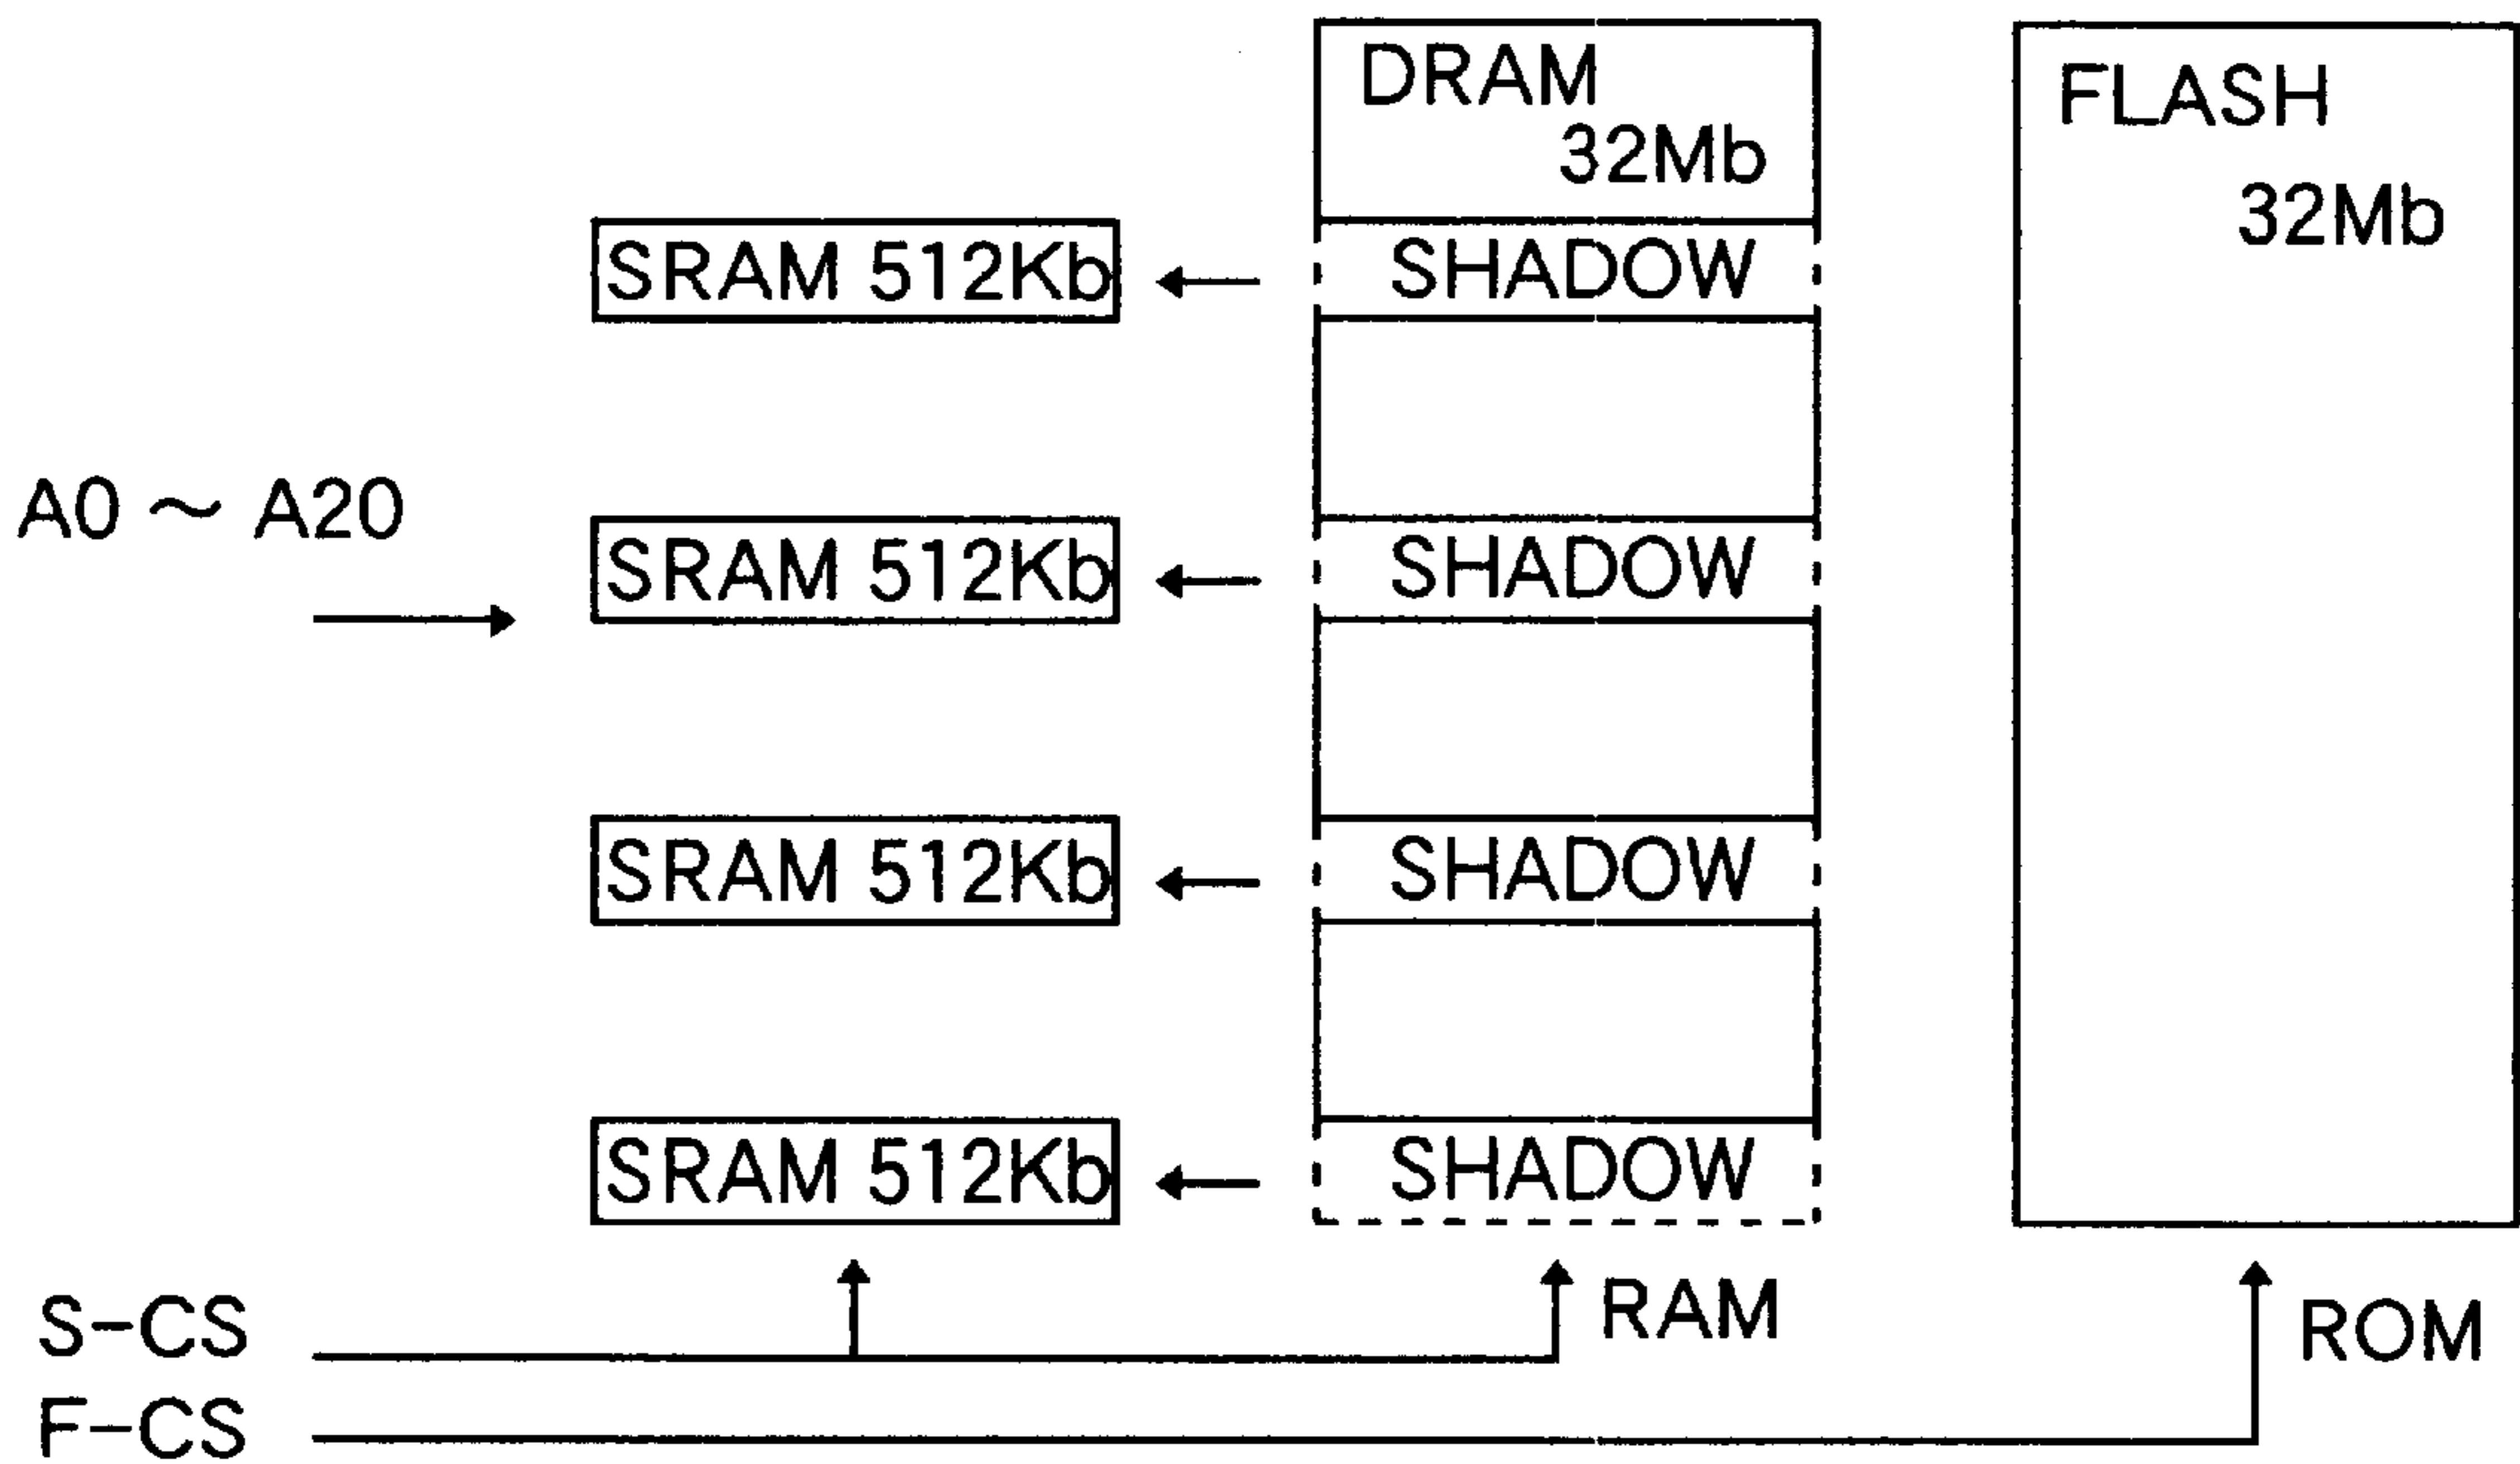 DRAM
32Mb
FLASH
32Mb
SRAM 512Kb
SHADOW
A0 ~ A20
SRAM 512Kb
SHADOW
SRAM 512Kb
SHADOW
SRAM 512Kb
SHADOW
S-CS
RAM
ROM
F-CS